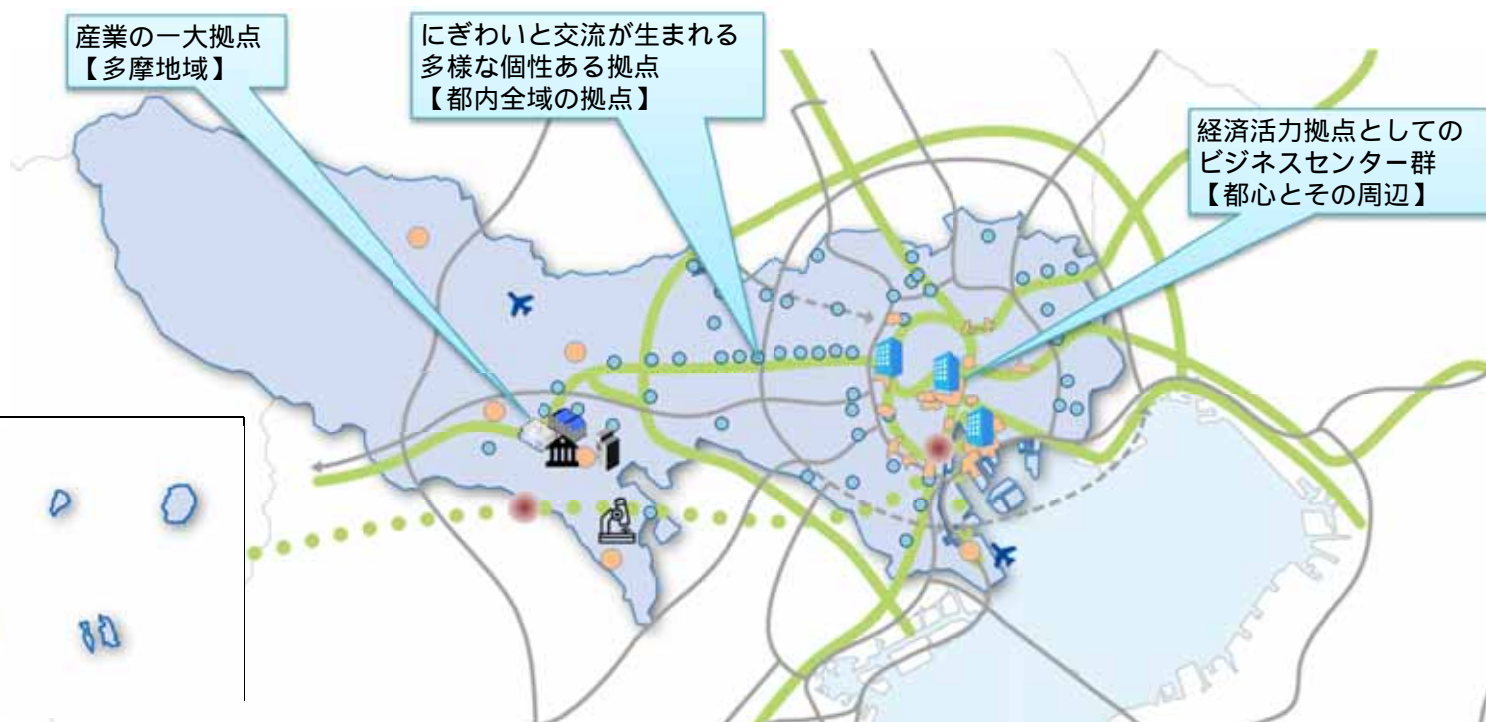 産業の一大拠点
【多摩地域】
にぎわいと交流が生まれる
多様な個性ある拠点
【都内全域の拠点】
経済活力拠点としての
ビジネスセンター群
【都心とその周辺】